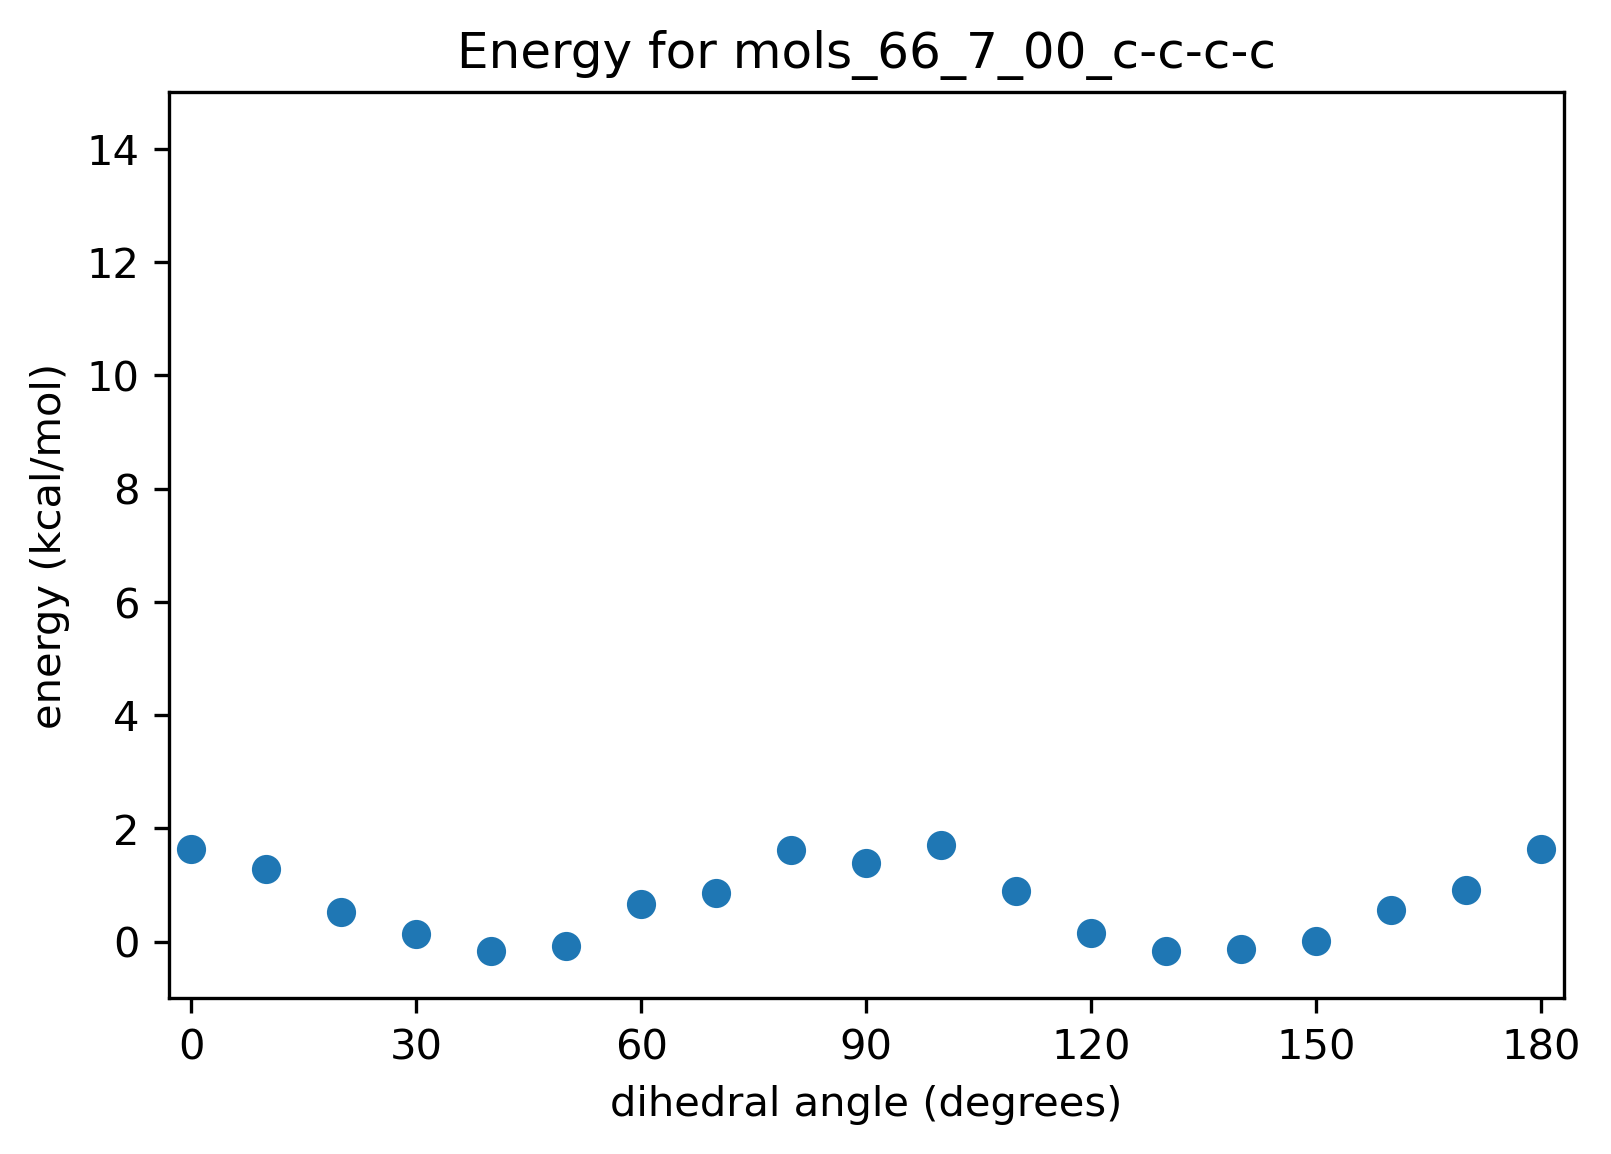 Energy for mols_66_7_00_c-c-c-c
energy (kcal/mol)
14
12
10
8
6
4
2
0
0 30 60 90 120 150 180
dihedral angle (degrees)